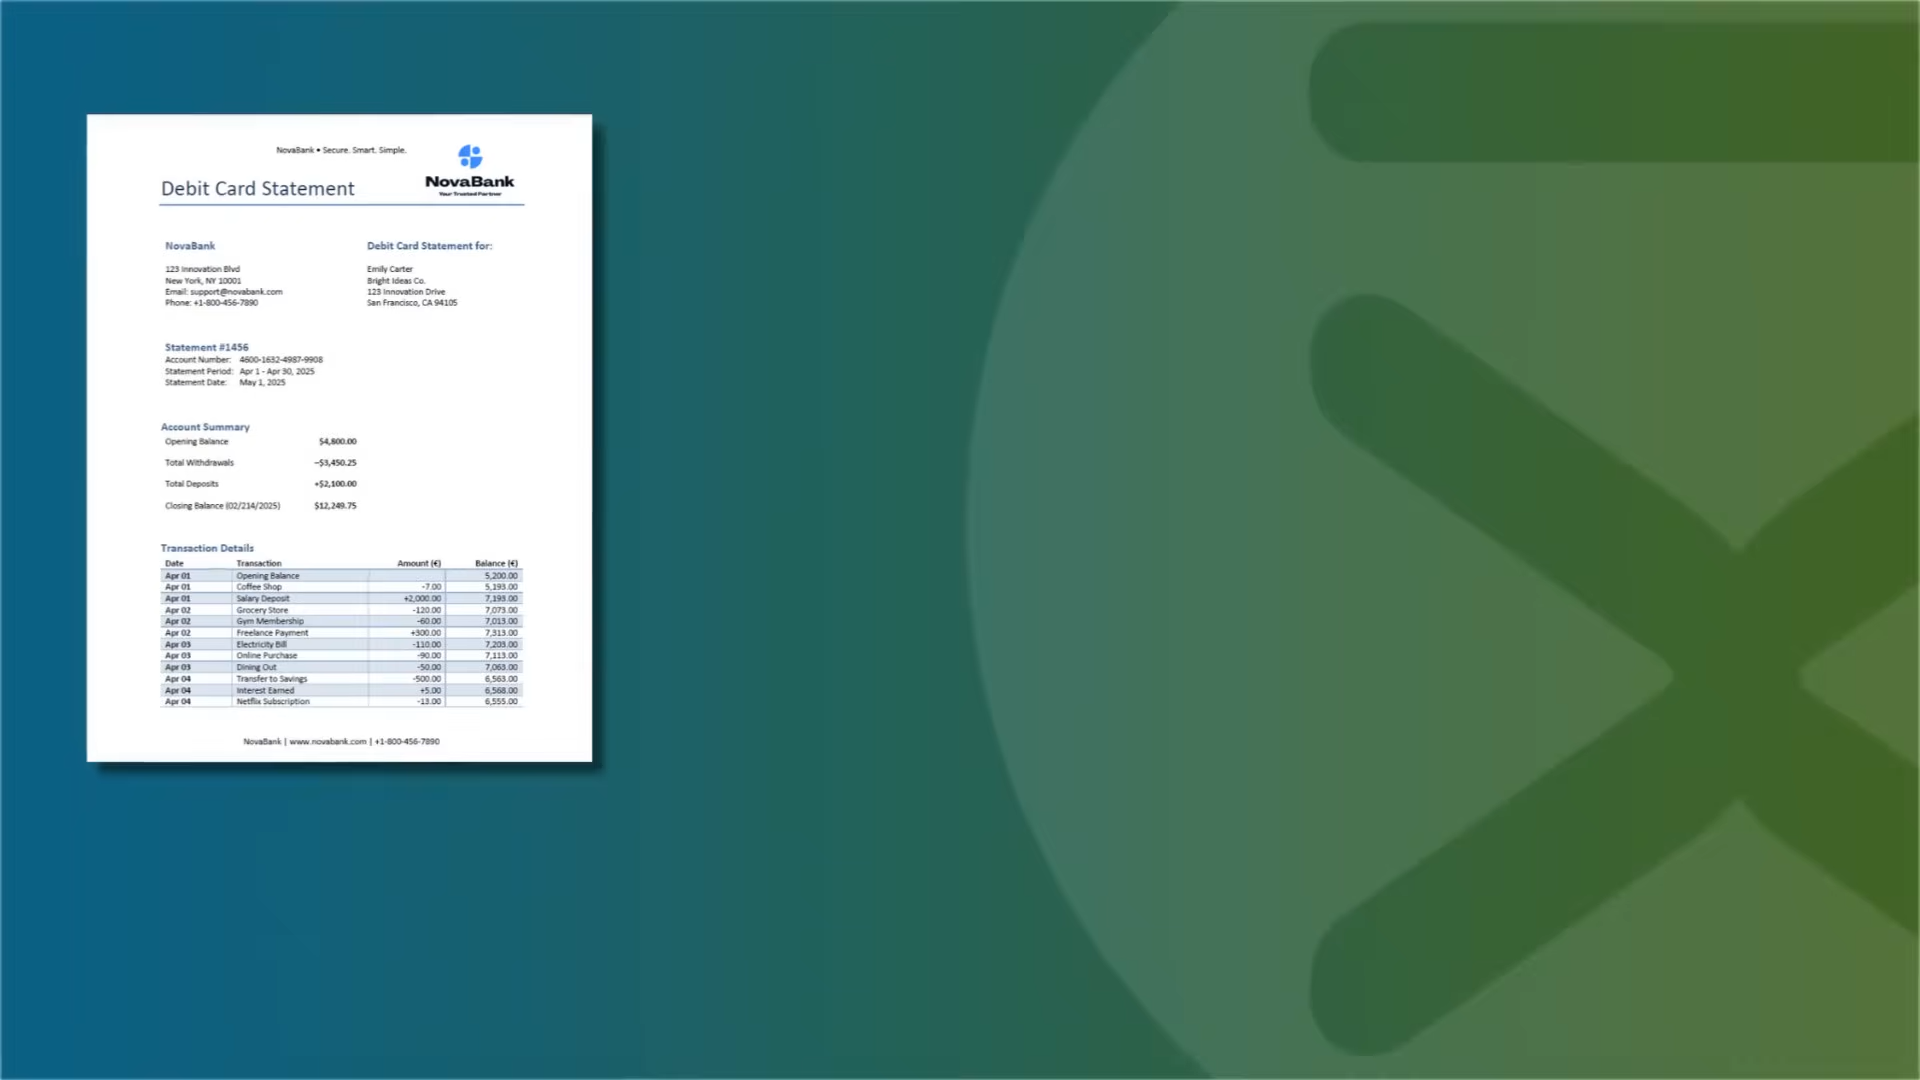 NovaBank • Secure. Smart. Simple.
NovaBank
Your Trusted Partner
Debit Card Statement
NovaBank
123 Innovation Blvd
New York, NY 10001
Email: support@novabank.com
Phone: +1-800-456-7890
Debit Card Statement for:
Emily Carter
Bright Ideas Co.
123 Innovation Drive
San Francisco, CA 94105
Statement #1456
Account Number: 4600-1632-4987-9908
Statement Period: Apr 1 - Apr 30, 2025
Statement Date: May 1, 2025
Account Summary
Opening Balance $4,800.00
Total Withdrawals –$3,450.25
Total Deposits +$2,100.00
Closing Balance (02/214/2025) $12,249.75
Transaction Details
Date Transaction Amount (€) Balance (€)
Apr 01 Opening Balance 5,200.00
Apr 01 Coffee Shop -7.00 5,193.00
Apr 01 Salary Deposit +2,000.00 7,193.00
Apr 02 Grocery Store -120.00 7,073.00
Apr 02 Gym Membership -60.00 7,013.00
Apr 02 Freelance Payment +300.00 7,313.00
Apr 03 Electricity Bill -110.00 7,203.00
Apr 03 Online Purchase -90.00 7,113.00
Apr 03 Dining Out -50.00 7,063.00
Apr 04 Transfer to Savings -500.00 6,563.00
Apr 04 Interest Earned +5.00 6,568.00
Apr 04 Netflix Subscription -13.00 6,555.00
NovaBank | www.novabank.com | +1-800-456-7890